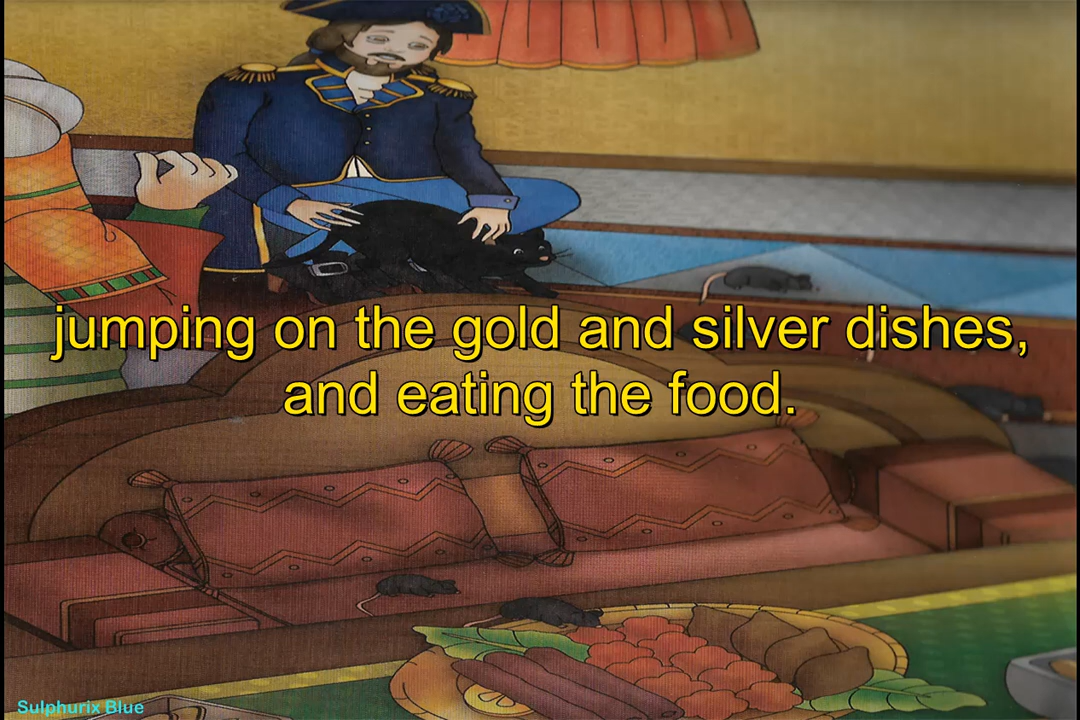 jumping on the gold and silver dishes,
and eating the food.
Sulphurix Blue